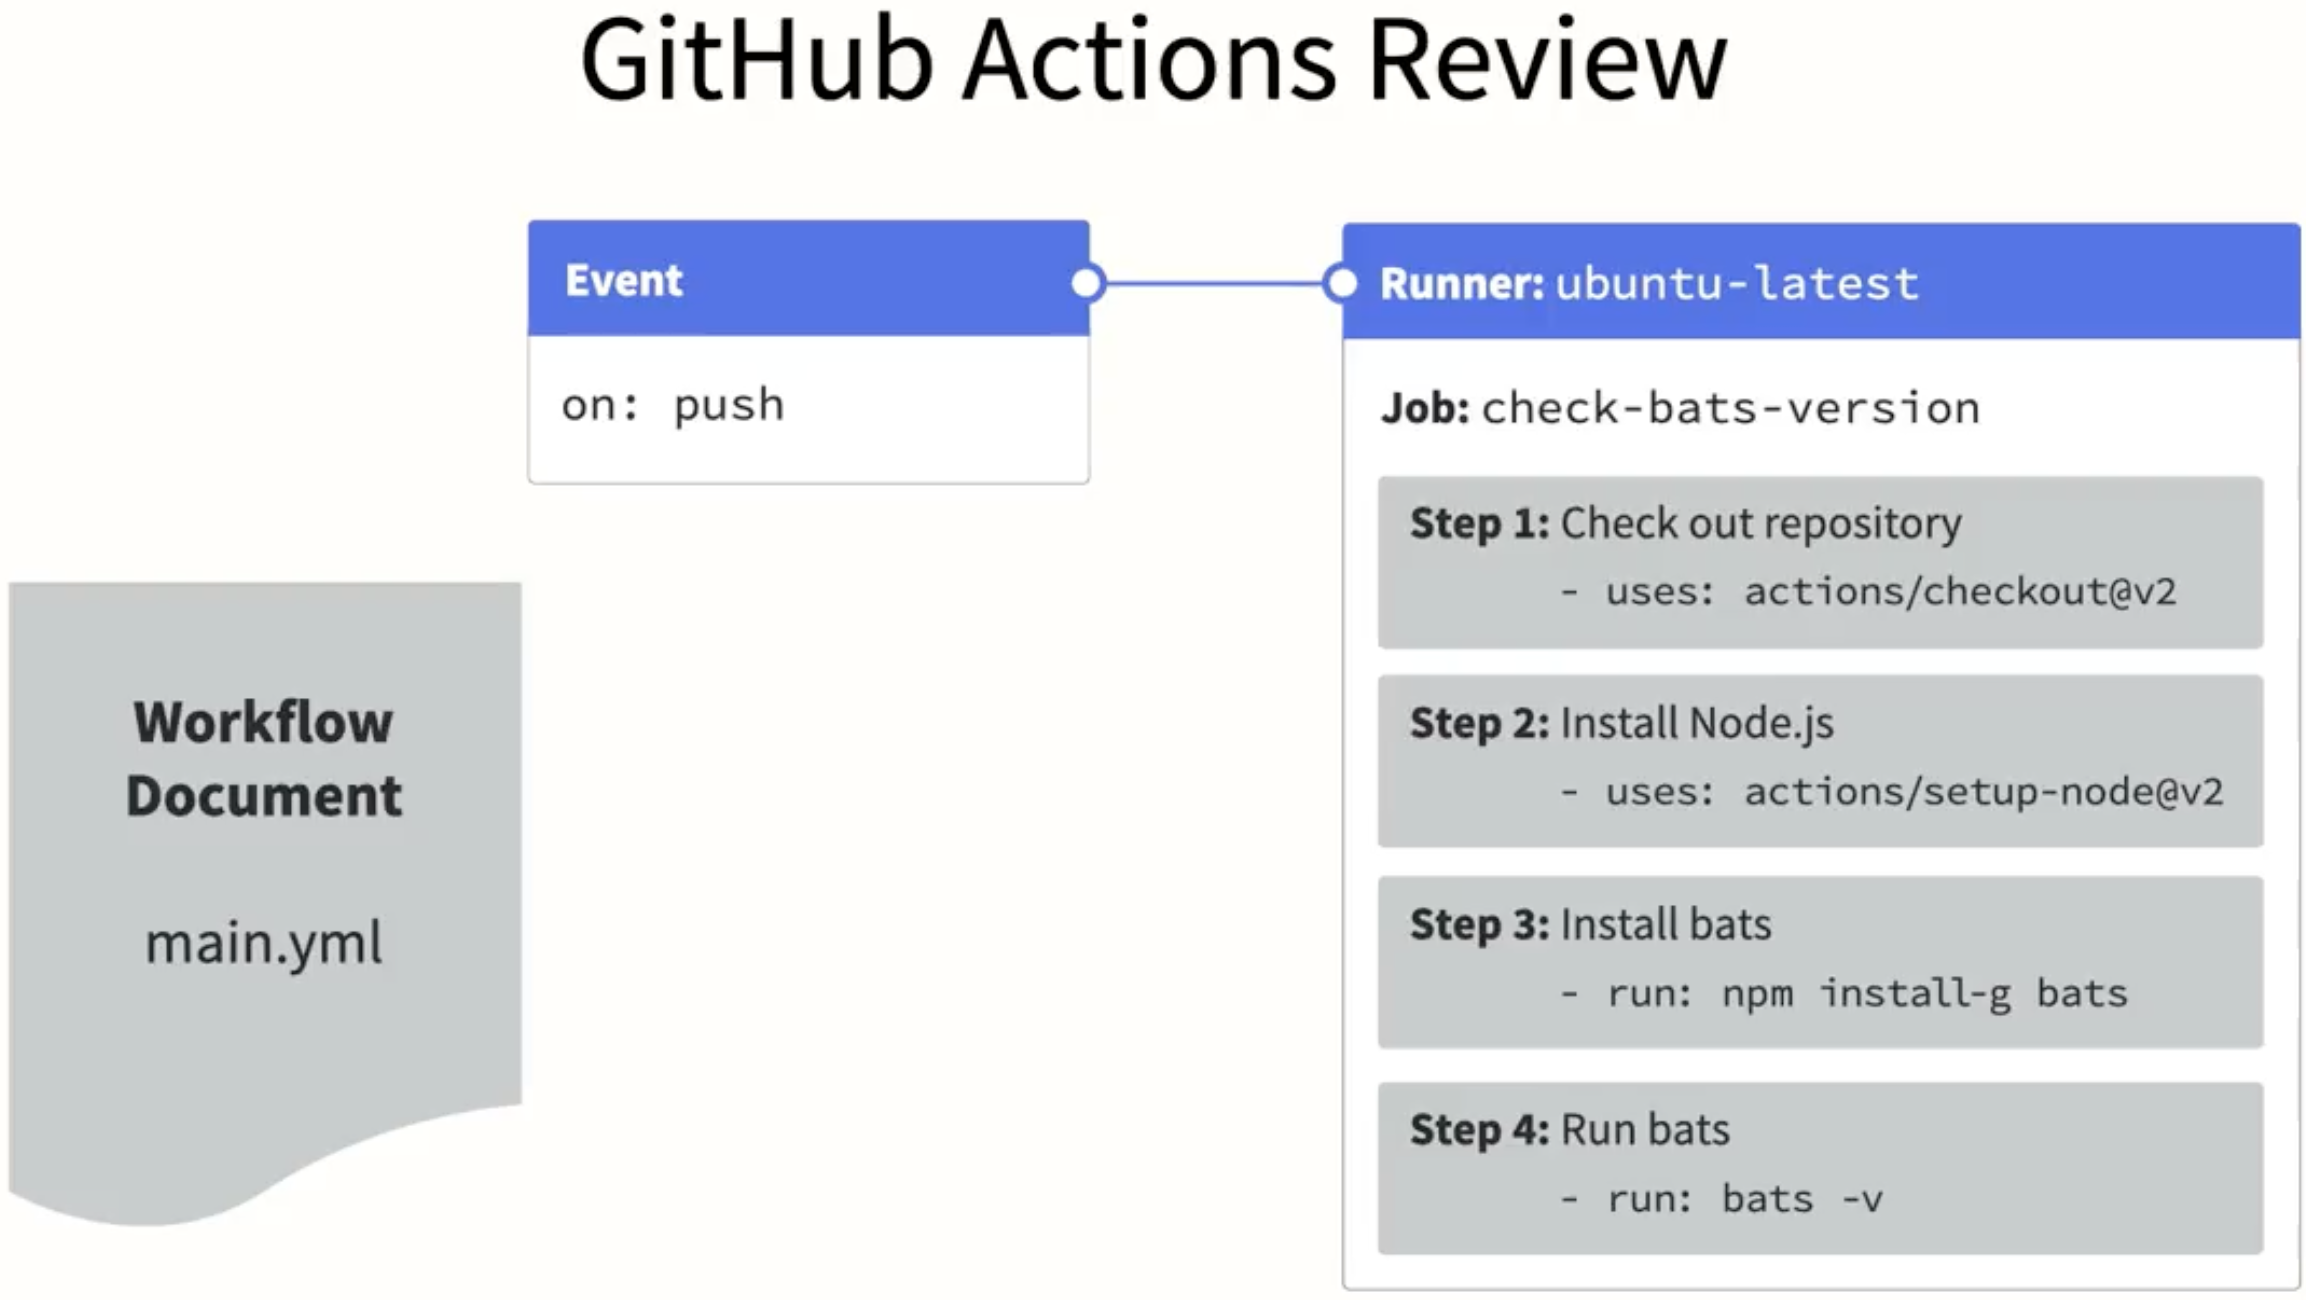 GitHub Actions Review
Event
on: push
Workflow
Document
main.yml
Runner: ubuntu-latest
Job: check-bats-version
Step 1: Check out repository
- uses: actions/checkout@v2
Step 2: Install Node.js
- uses: actions/setup-node@v2
Step 3: Install bats
- run: npm install-g bats
Step 4: Run bats
- run: bats -v